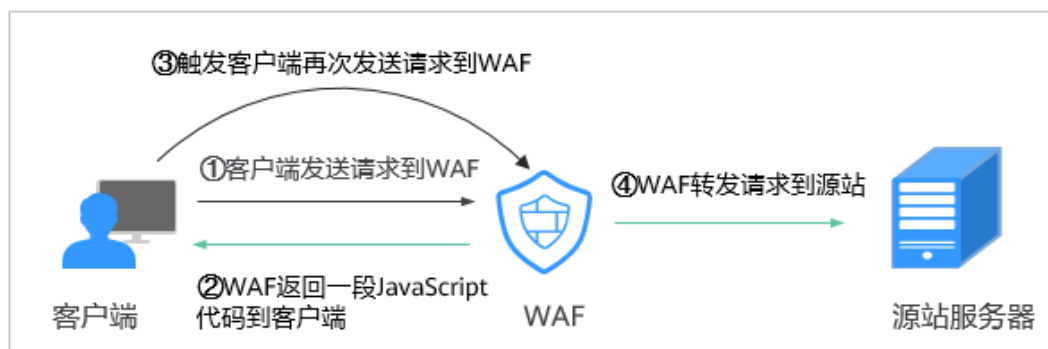 ③触发客户端再次发送请求到WAF
①客户端发送请求到WAF
④WAF转发请求到源站
②WAF返回一段JavaScript
代码到客户端
客户端
WAF
源站服务器